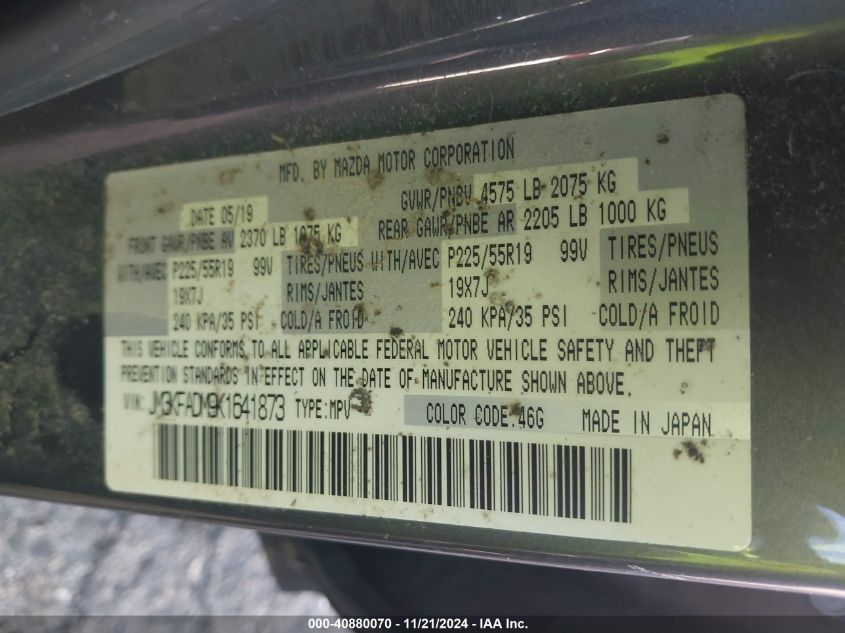 MFD. BY MAZDA MOTOR CORPORATION
DATE 05/19 GVWR/PNBV 4575 LB 2075 KG
FRONT GAWR/PNBE AV 2370 LB 1075 KG REAR GAWR/PNBE AR 2205 LB 1000 KG
WITH/AVEC P225/55R19 99V TIRES/PNEUS WITH/AVEC P225/55R19 99V TIRES/PNEUS
19X7J RIMS/JANTES 19X7J RIMS/JANTES
240 KPA/35 PSI COLD/A FROID 240 KPA/35 PSI COLD/A FROID
THIS VEHICLE CONFORMS TO ALL APPLICABLE FEDERAL MOTOR VEHICLE SAFETY AND THEFT
PREVENTION STANDARDS IN EFFECT ON THE DATE OF MANUFACTURE SHOWN ABOVE.
VIN: JM3KFADM9K1641873 TYPE:MPV COLOR CODE:46G MADE IN JAPAN
000-40880070 - 11/21/2024 - IAA Inc.